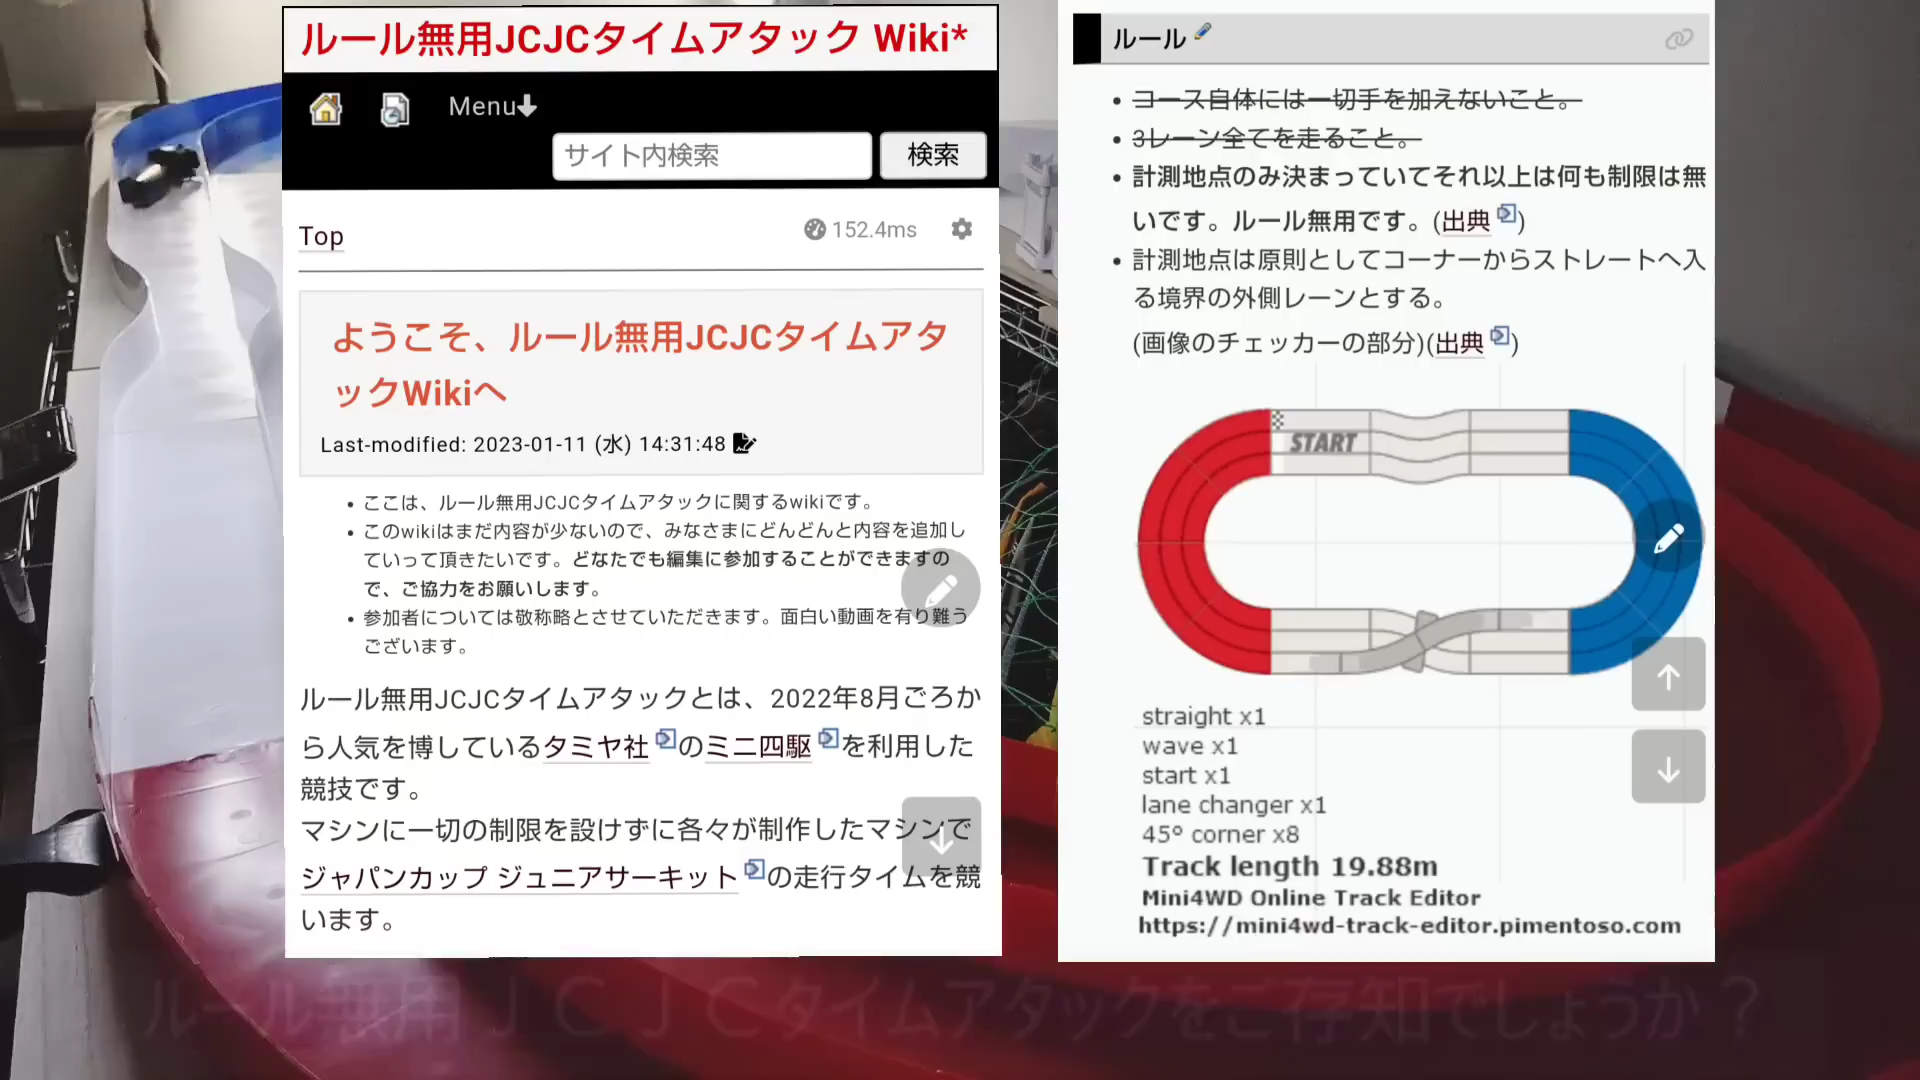 ルール無用JCJCタイムアタック Wiki*
Menu
サイト内検索
検索
Top
152.4ms
ようこそ、ルール無用JCJCタイムアタ
ックWikiへ
Last-modified: 2023-01-11 (水) 14:31:48
・ここは、ルール無用JCJCタイムアタックに関するwikiです。
・このwikiはまだ内容が少ないので、みなさまにどんどんと内容を追加し
ていって頂きたいです。どなたでも編集に参加することができますの
で、ご協力をお願いします。
・参加者については敬称略とさせていただきます。面白い動画を有り難う
ございます。
ルール無用JCJCタイムアタックとは、2022年8月ごろか
ら人気を博しているタミヤ社のミニ四駆を利用した
競技です。
マシンに一切の制限を設けずに各々が制作したマシンで
ジャパンカップ ジュニアサーキットの走行タイムを競
います。
ルール
・コース自体には一切手を加えないこと。
・3レーン全てを走ること。
・計測地点のみ決まっていてそれ以上は何も制限は無
いです。ルール無用です。(出典)
・計測地点は原則としてコーナーからストレートへ入
る境界の外側レーンとする。
(画像のチェッカーの部分)(出典)
START
straight x1
wave x1
start x1
lane changer x1
45º corner x8
Track length 19.88m
Mini4WD Online Track Editor
https://mini4wd-track-editor.pimentoso.com
ルール無用JCJCタイムアタックをご存知でしょうか？